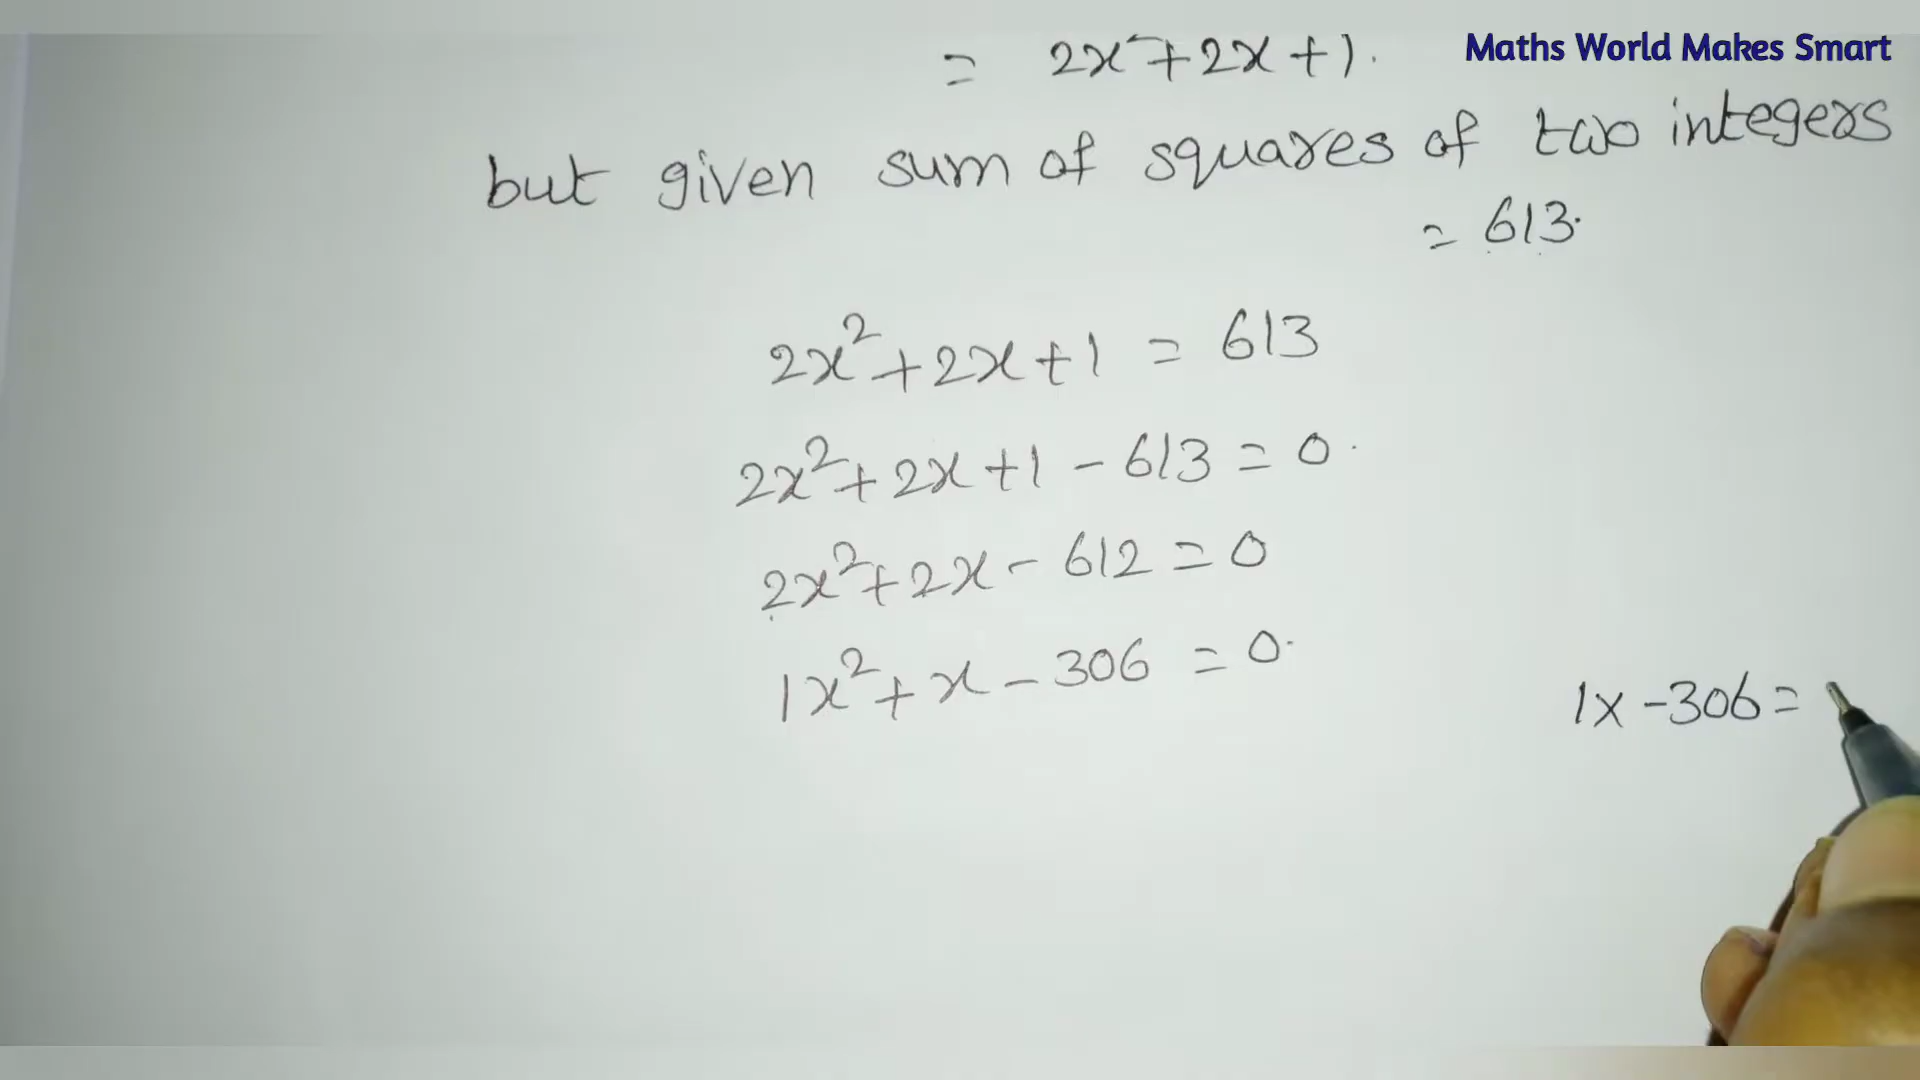 Maths World Makes Smart
= 2x²+2x+1.
but given sum of squares of two integers
= 613.
2x²+2x+1 = 613
2x²+2x+1-613=0.
2x²+2x-612=0
1x²+x-306=0.
1x-306=